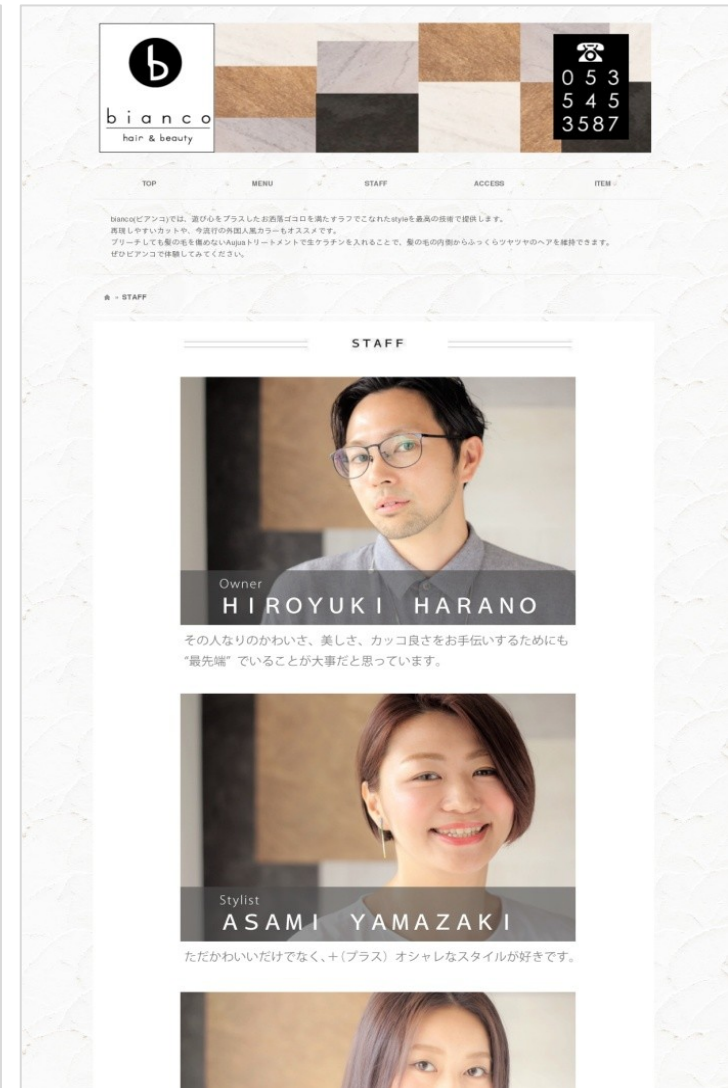 b
bianco
hair & beauty
053
545
3587
TOP
MENU
STAFF
ACCESS
ITEM
bianco(ビアンコ)では、遊び心をプラスしたお洒落ゴコロを満たすラフでこなれたstyleを最高の技術で提供します。
再現しやすいカットや、今流行の外国人風カラーもオススメです。
ブリーチしても髪の毛を傷めないAujuaトリートメントで生ケラチンを入れることで、髪の毛の内側からふっくらツヤツヤのヘアを維持できます。
ぜひビアンコで体験してみてください。
» STAFF
STAFF
Owner
HIROYUKI HARANO
その人なりのかわいさ、美しさ、カッコ良さをお手伝いするためにも
“最先端” でいることが大事だと思っています。
Stylist
ASAMI YAMAZAKI
ただかわいいだけでなく、＋（プラス）オシャレなスタイルが好きです。